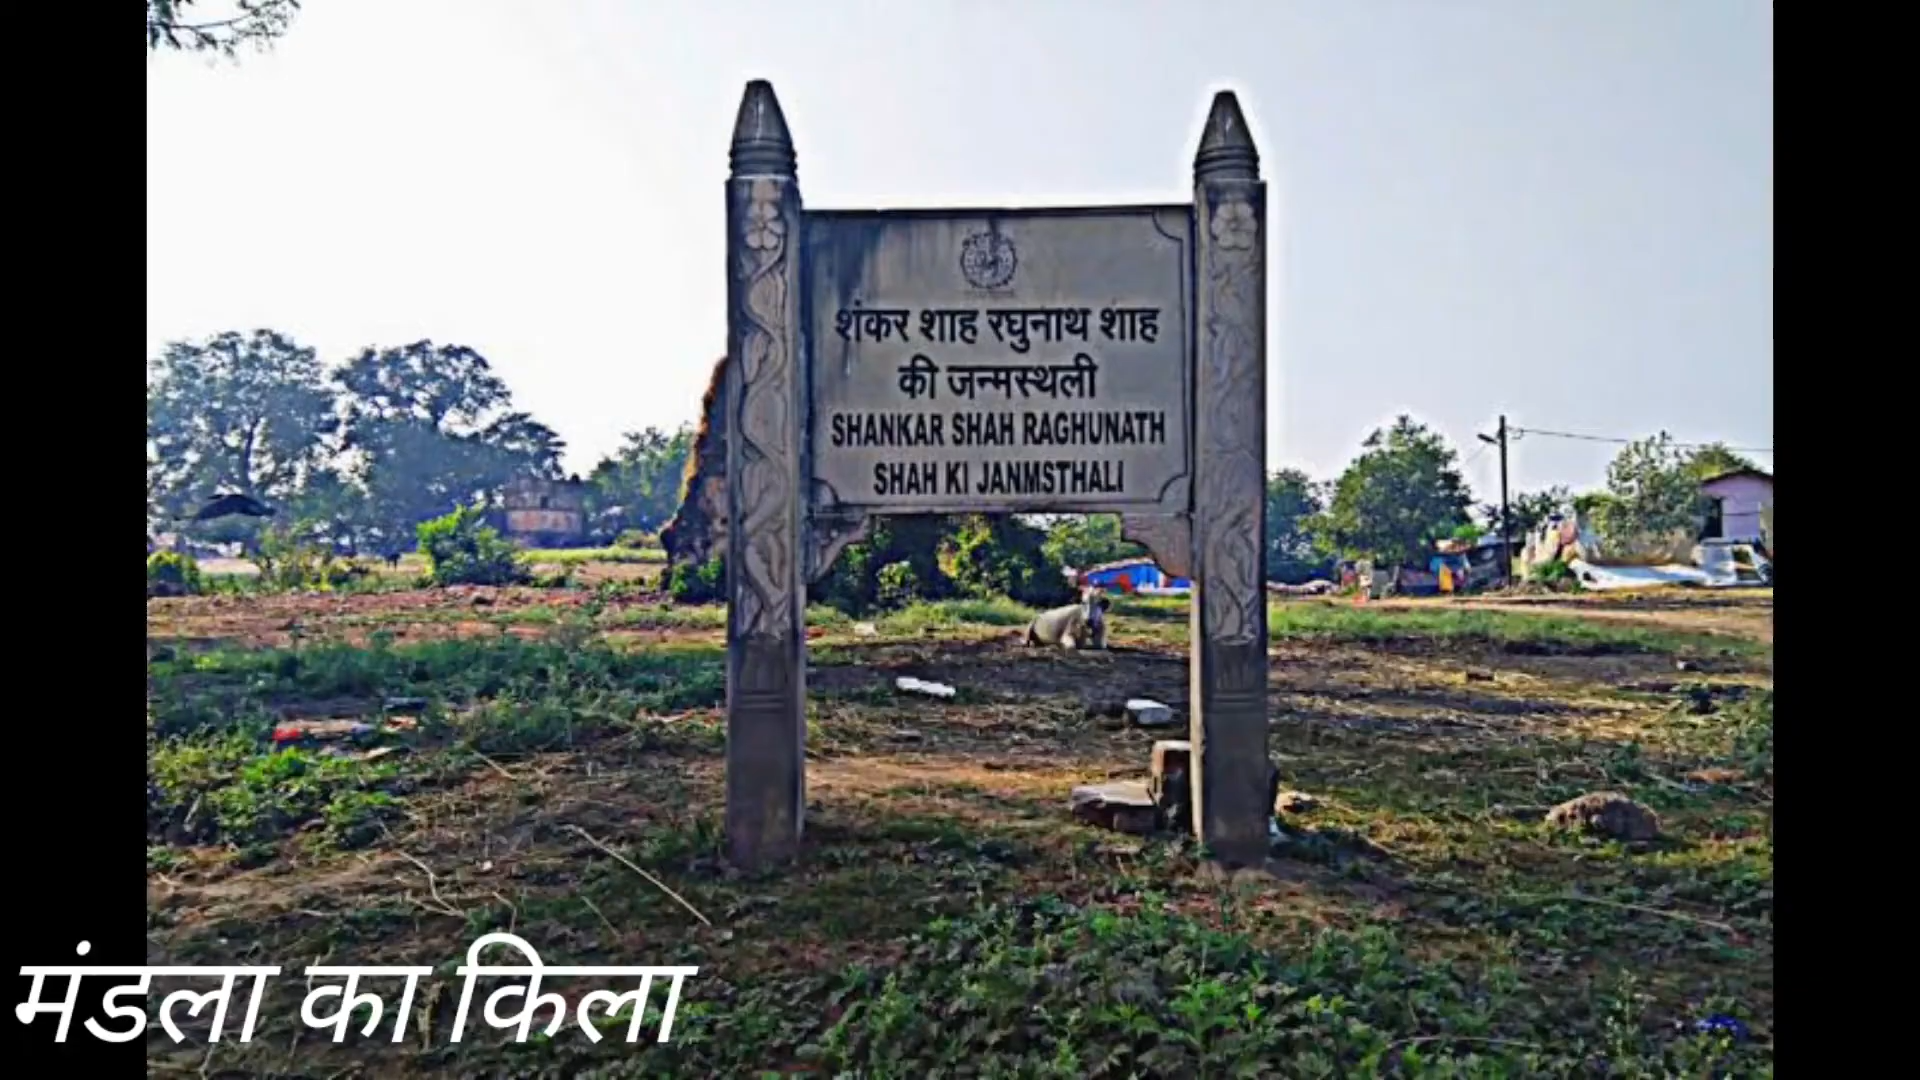 शंकर शाह रघुनाथ शाह
की जन्मस्थली
SHANKAR SHAH RAGHUNATH
SHAH KI JANMSTHALI
मंडला का किला